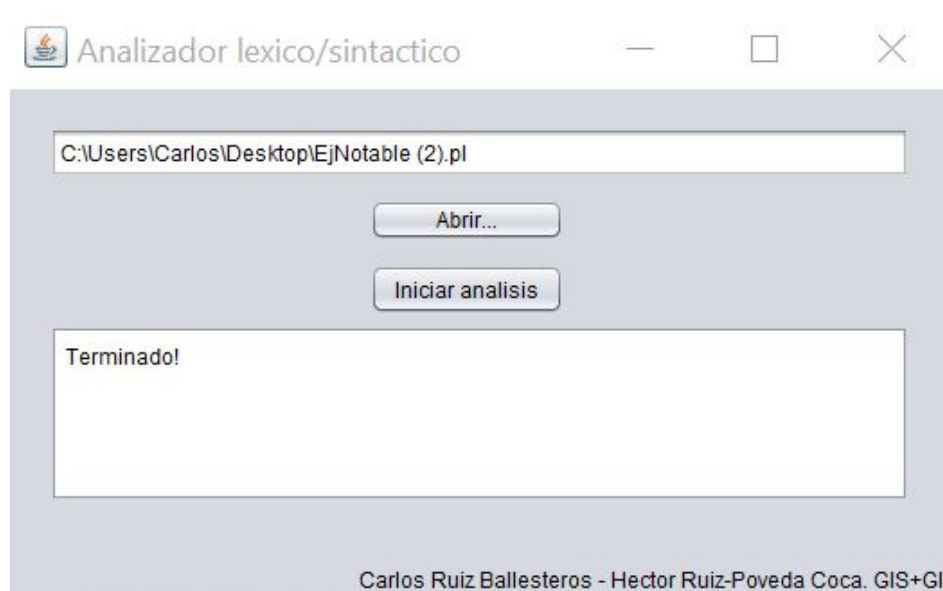 Analizador lexico/sintactico
C:\Users\Carlos\Desktop\EjNotable (2).pl
Abrir...
Iniciar analisis
Terminado!
Carlos Ruiz Ballesteros - Hector Ruiz-Poveda Coca. GIS+GI